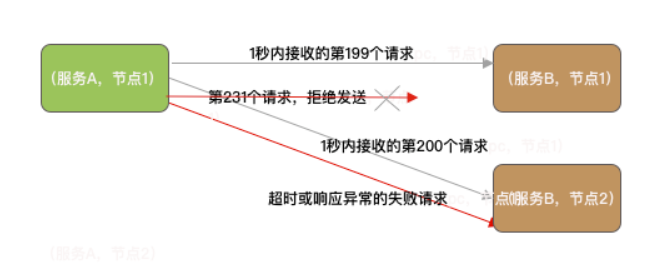 1秒内接收的第199个请求
(服务A,节点1)
(服务B,节点1)
第231个请求,拒绝发送
1秒内接收的第200个请求
超时或响应异常的失败请求
服务B,节点2)
(服务A,节点2)